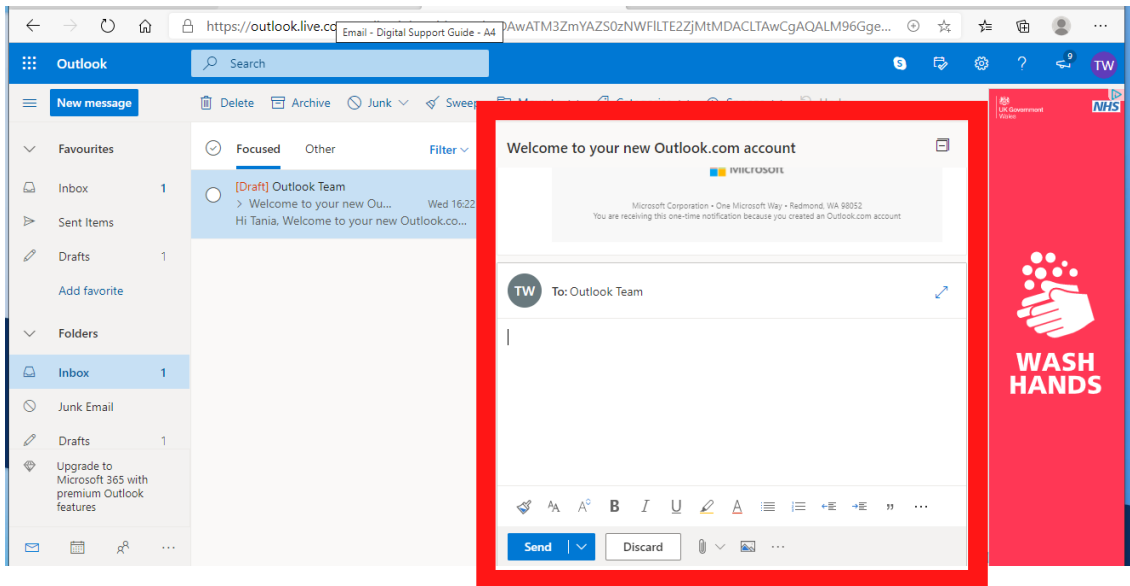 https://outlook.live.co
Email - Digital Support Guide - A4
DAwATM3ZmYAZS0zNWFlLTE2ZjMtMDACLTAwCgAQALM96Gge...
Outlook
Search
9
TW
New message
Delete
Archive
Junk
Sweep
UK Government
NHS
Favourites
Focused
Other
Filter
Welcome to your new Outlook.com account
Inbox 1
[Draft] Outlook Team
Microsoft
> Welcome to your new Ou... Wed 16:22
Microsoft Corporation • One Microsoft Way • Redmond, WA 98052
Sent Items
Hi Tania, Welcome to your new Outlook.co...
You are receiving this one-time notification because you created an Outlook.com account
Drafts 1
Add favorite
TW
To: Outlook Team
Folders
Inbox 1
WASH
HANDS
Junk Email
Drafts 1
Upgrade to
Microsoft 365 with
premium Outlook
features
Send
Discard